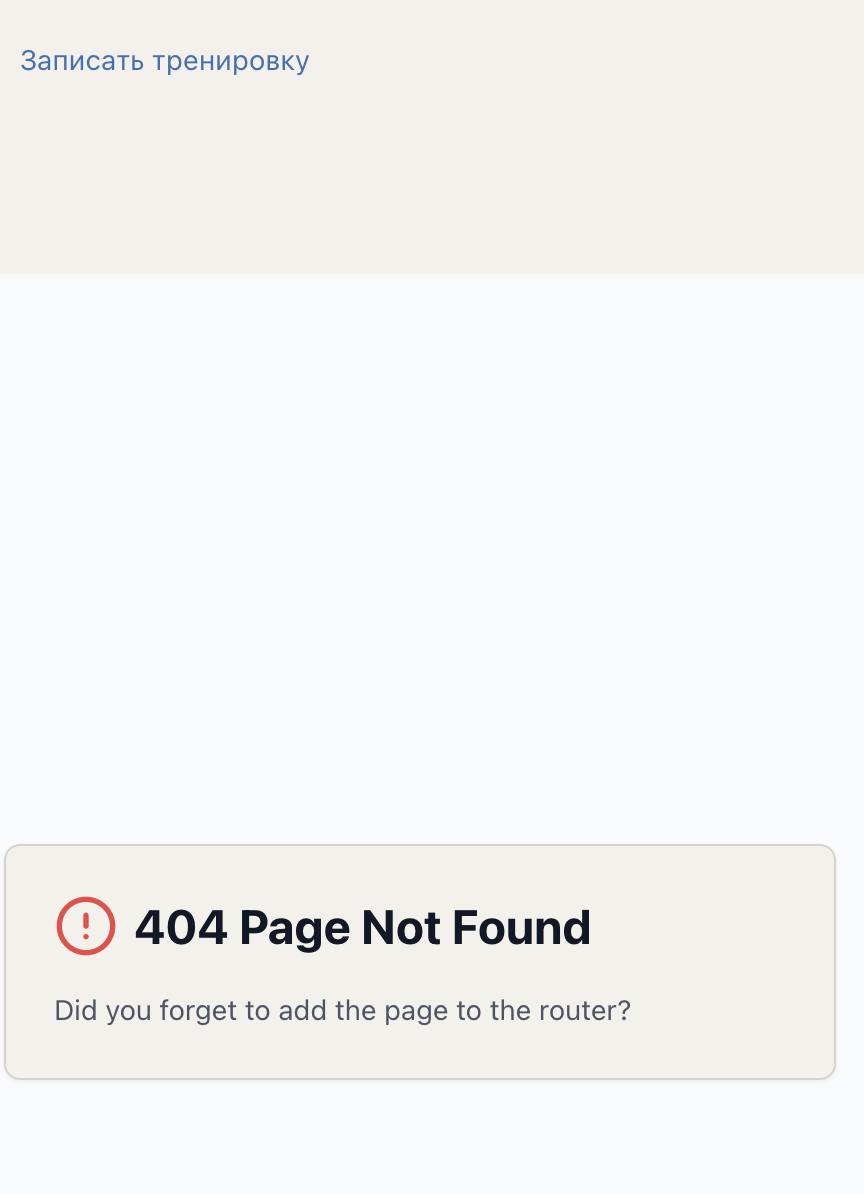 Записать тренировку
404 Page Not Found
Did you forget to add the page to the router?